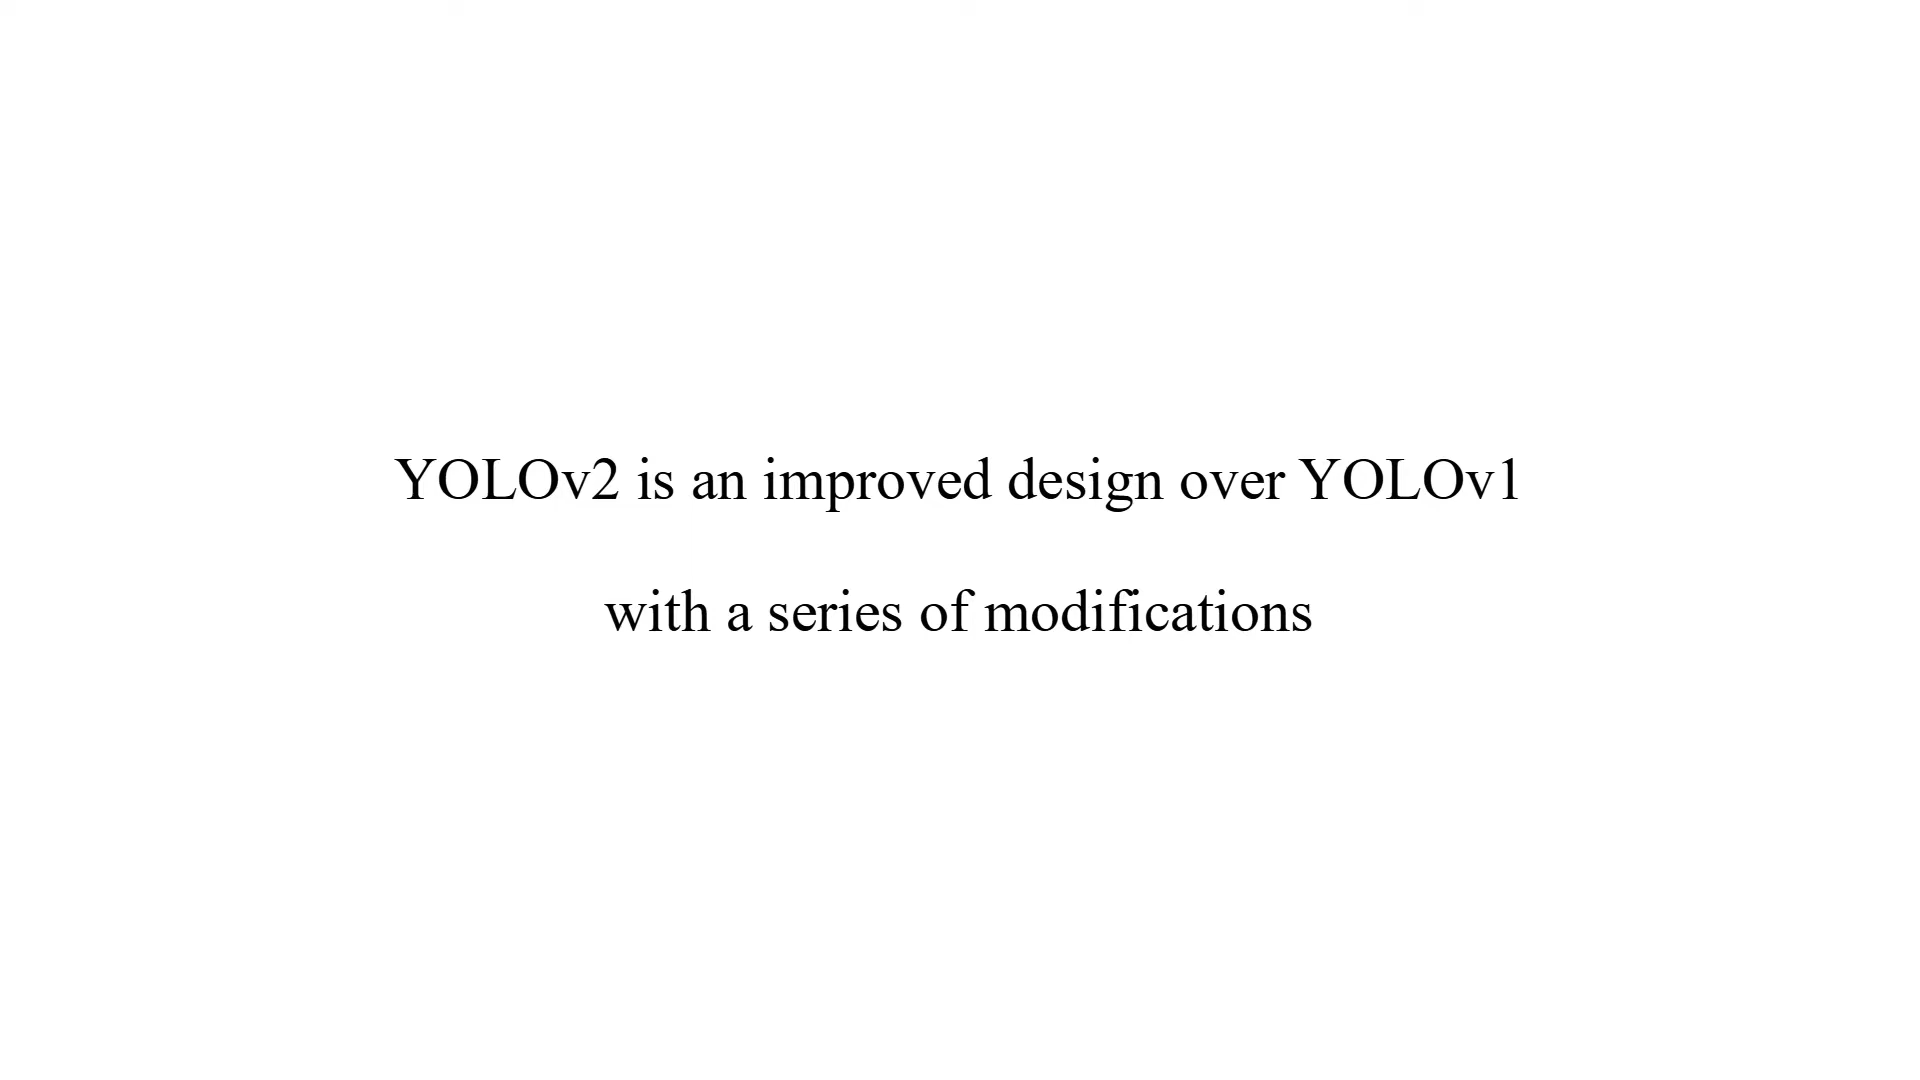 YOLOv2 is an improved design over YOLOv1
with a series of modifications